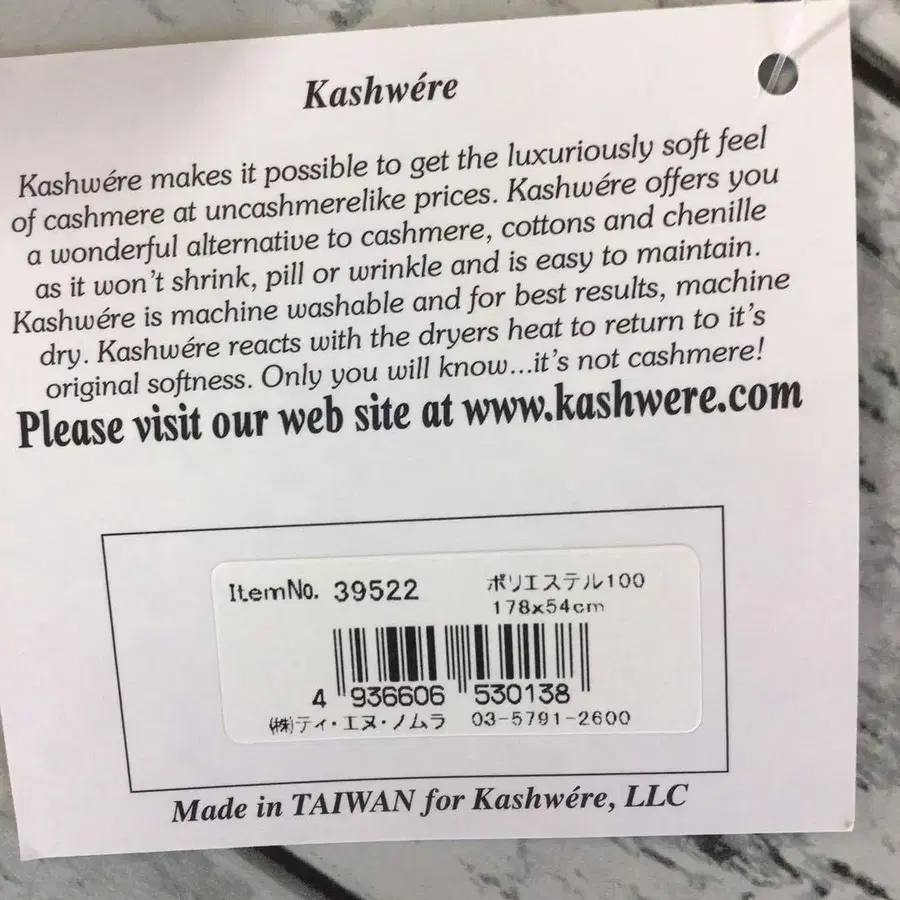 Kashwére
Kashwére makes it possible to get the luxuriously soft feel
of cashmere at uncashmerelike prices. Kashwére offers you
a wonderful alternative to cashmere, cottons and chenille
as it won't shrink, pill or wrinkle and is easy to maintain.
Kashwére is machine washable and for best results, machine
dry. Kashwére reacts with the dryers heat to return to it's
original softness. Only you will know...it's not cashmere!
Please visit our web site at www.kashwere.com
ItemNo. 39522 ポリエステル100
178x54cm
4 936606 530138
㈱ティ・エヌ・ノムラ 03-5791-2600
Made in TAIWAN for Kashwére, LLC